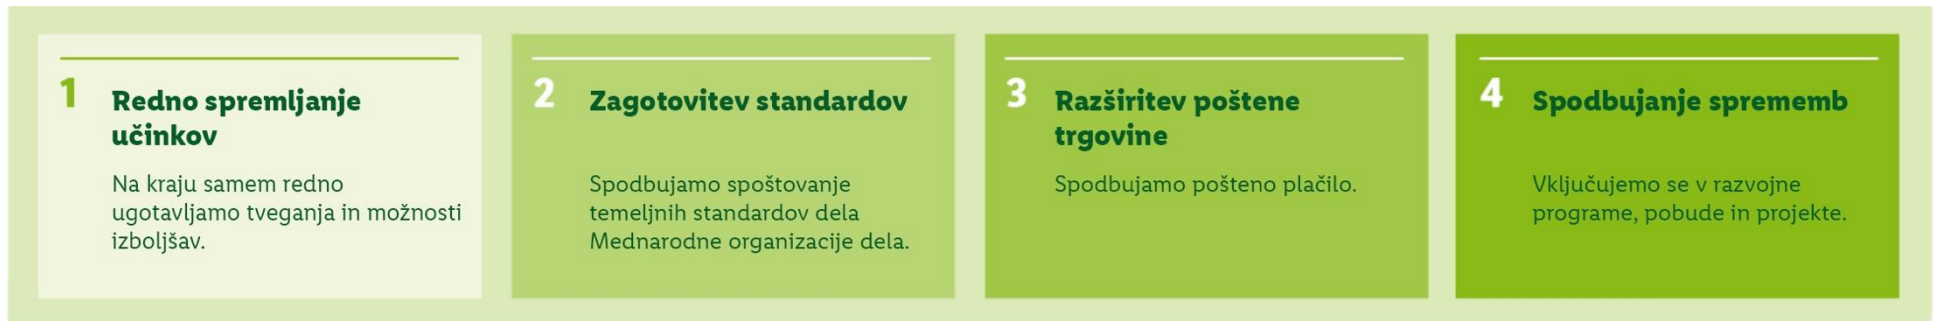 1
Redno spremljanje
učinkov
Na kraju samem redno
ugotavljamo tveganja in možnosti
izboljšav.
2
Zagotovitev standardov
Spodbujamo spoštovanje
temeljnih standardov dela
Mednarodne organizacije dela.
3
Razširitev poštene
trgovine
Spodbujamo pošteno plačilo.
4
Spodbujanje sprememb
Vključujemo se v razvojne
programe, pobude in projekte.